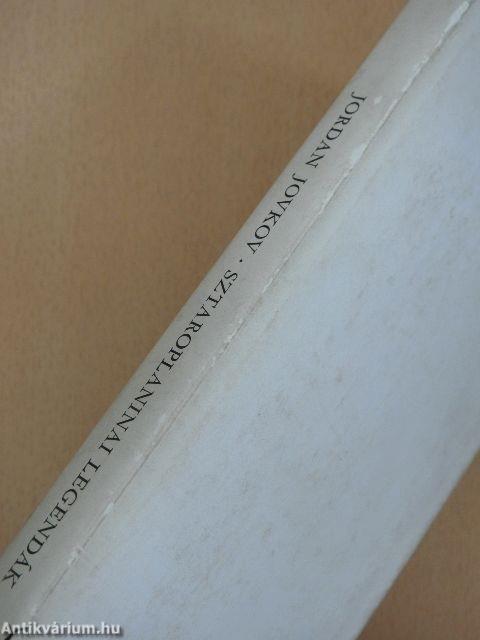 JORDAN JOVKOV · SZTAROPLANINAI LEGENDÁK
Antikvárium.hu